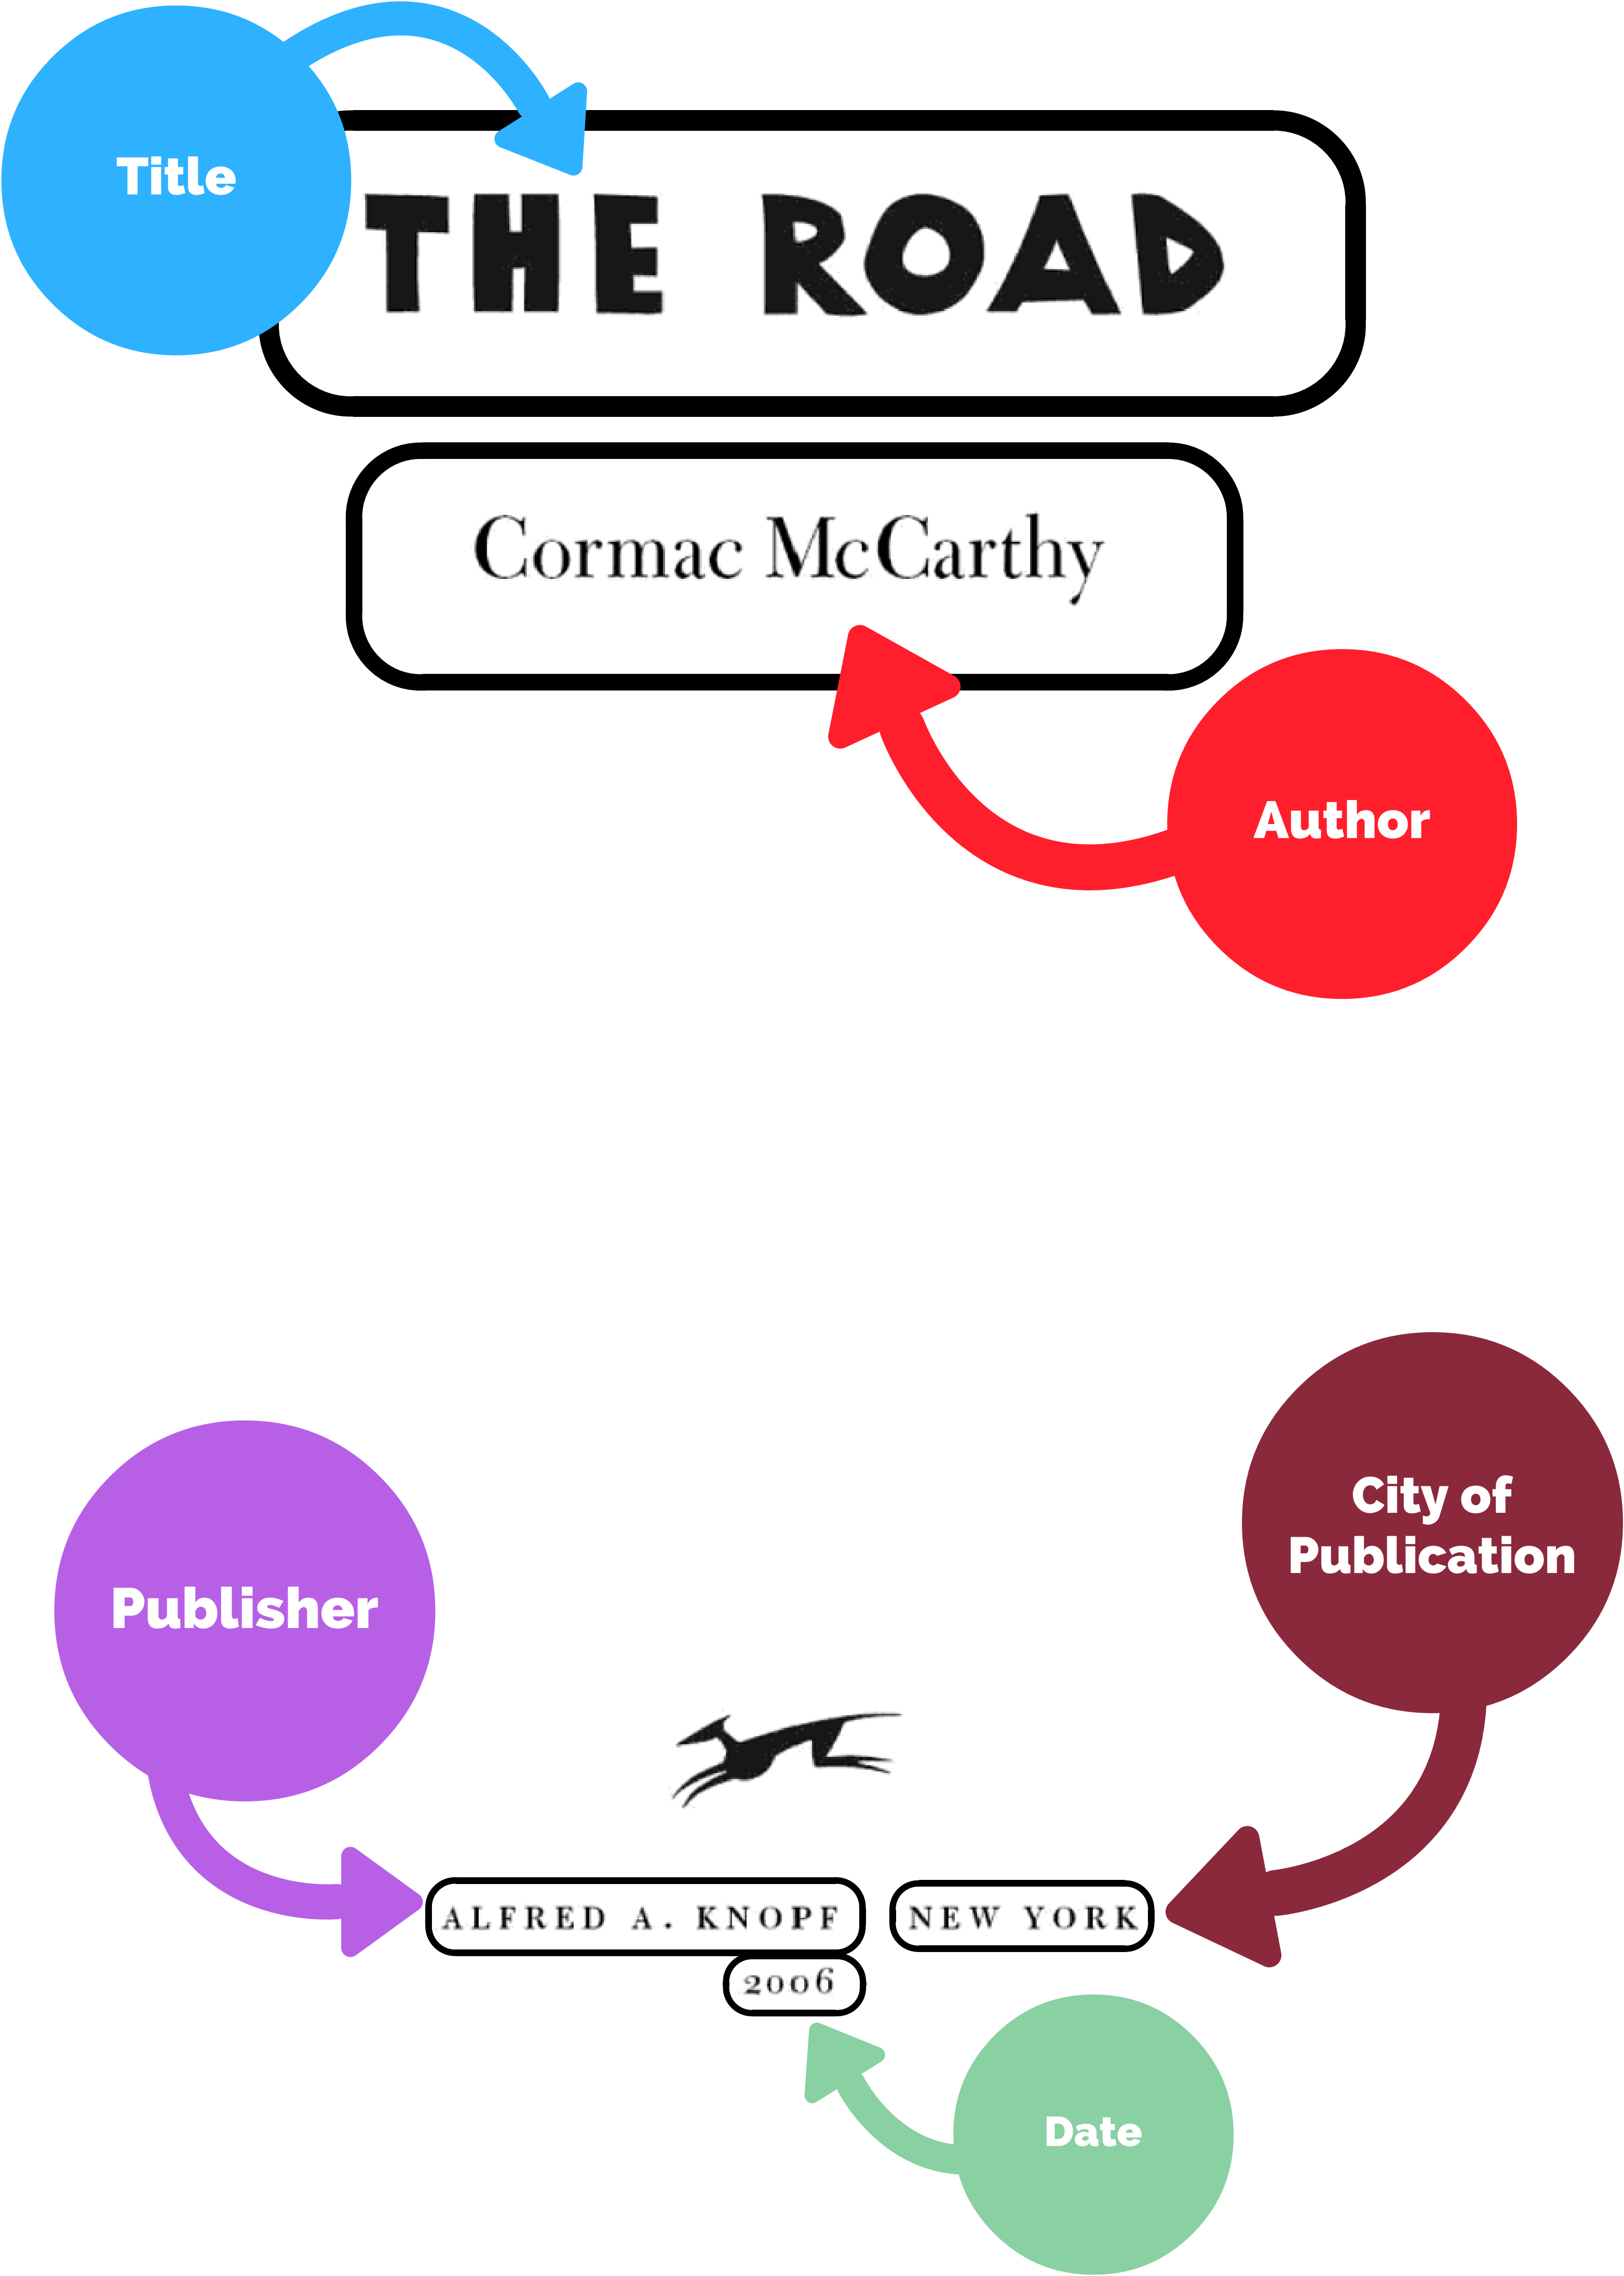 Title
THE ROAD
Cormac McCarthy
Author
City of
Publication
Publisher
ALFRED A. KNOPF NEW YORK
2006
Date